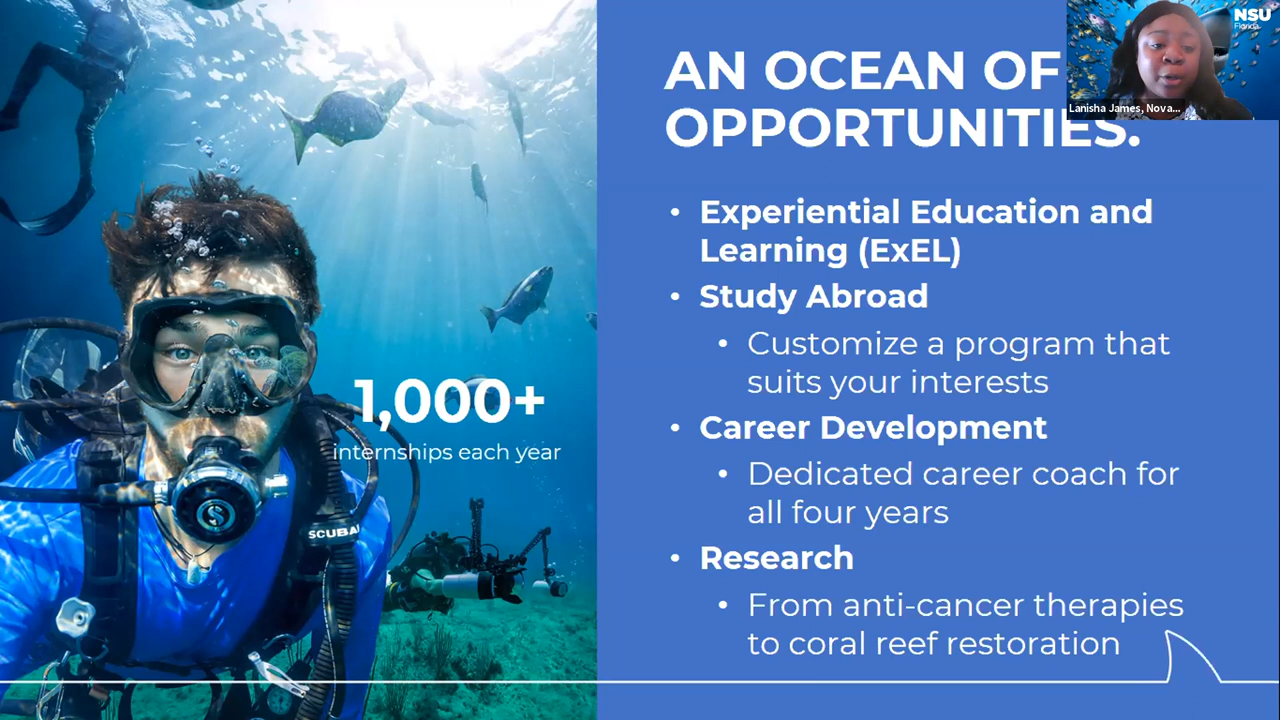 AN OCEAN OF
OPPORTUNITIES.
NSU
Florida
Lanisha James, Nova...
• Experiential Education and
Learning (ExEL)
• Study Abroad
• Customize a program that
suits your interests
• Career Development
• Dedicated career coach for
all four years
• Research
• From anti-cancer therapies
to coral reef restoration
1,000+
internships each year
SCUBA